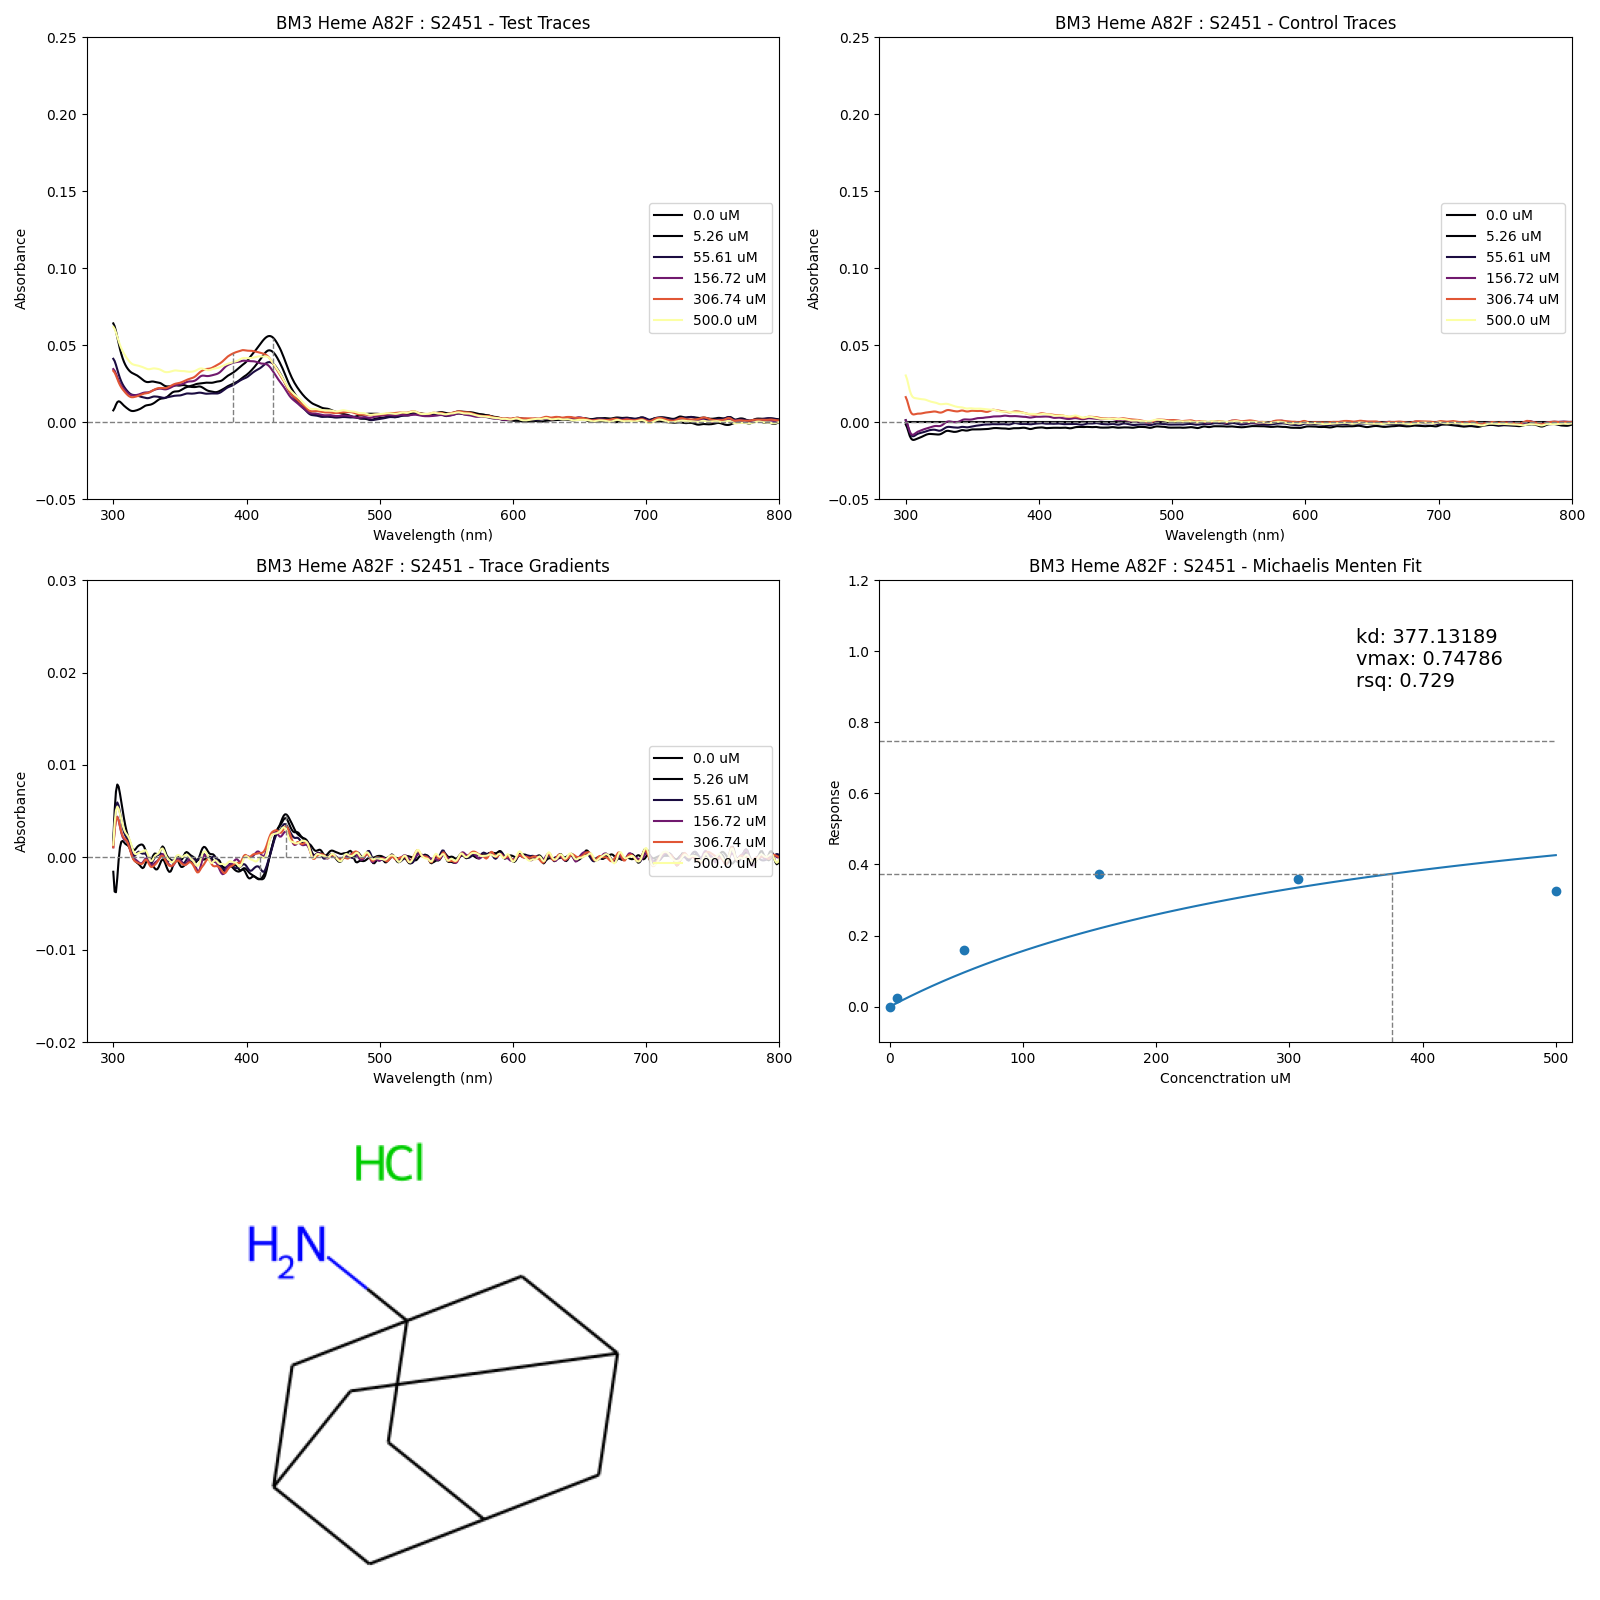 BM3 Heme A82F : S2451 - Test Traces
0.25
0.20
0.15
0.10
0.05
0.00
−0.05
Absorbance
300 400 500 600 700 800
Wavelength (nm)
0.0 uM
5.26 uM
55.61 uM
156.72 uM
306.74 uM
500.0 uM
BM3 Heme A82F : S2451 - Control Traces
0.25
0.20
0.15
0.10
0.05
0.00
−0.05
Absorbance
300 400 500 600 700 800
Wavelength (nm)
0.0 uM
5.26 uM
55.61 uM
156.72 uM
306.74 uM
500.0 uM
BM3 Heme A82F : S2451 - Trace Gradients
0.03
0.02
0.01
0.00
−0.01
−0.02
Absorbance
300 400 500 600 700 800
Wavelength (nm)
0.0 uM
5.26 uM
55.61 uM
156.72 uM
306.74 uM
500.0 uM
BM3 Heme A82F : S2451 - Michaelis Menten Fit
1.2
1.0
0.8
0.6
0.4
0.2
0.0
Response
0 100 200 300 400 500
Concenctration uM
kd: 377.13189
vmax: 0.74786
rsq: 0.729
HCl
H2N